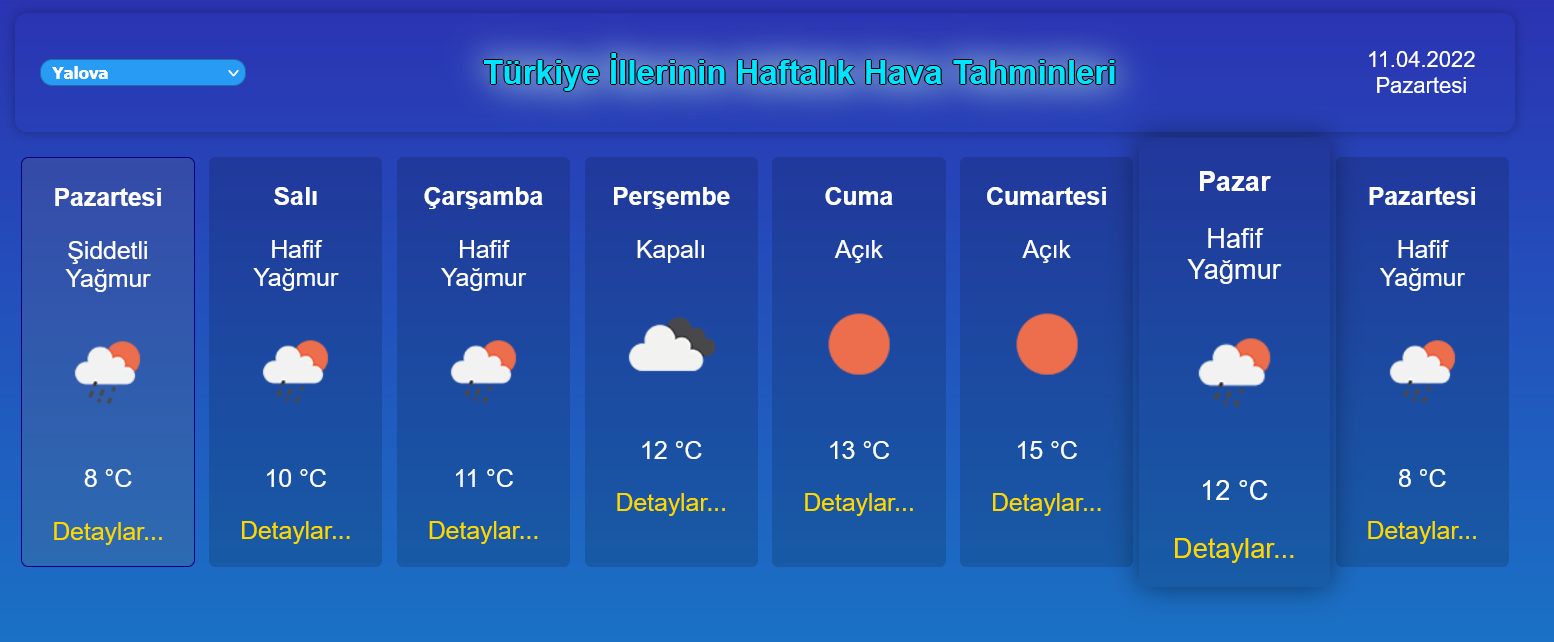 Yalova
Türkiye İllerinin Haftalık Hava Tahminleri
11.04.2022
Pazartesi
Pazartesi
Şiddetli
Yağmur
8 °C
Detaylar...
Salı
Hafif
Yağmur
10 °C
Detaylar...
Çarşamba
Hafif
Yağmur
11 °C
Detaylar...
Perşembe
Kapalı
12 °C
Detaylar...
Cuma
Açık
13 °C
Detaylar...
Cumartesi
Açık
15 °C
Detaylar...
Pazar
Hafif
Yağmur
12 °C
Detaylar...
Pazartesi
Hafif
Yağmur
8 °C
Detaylar...